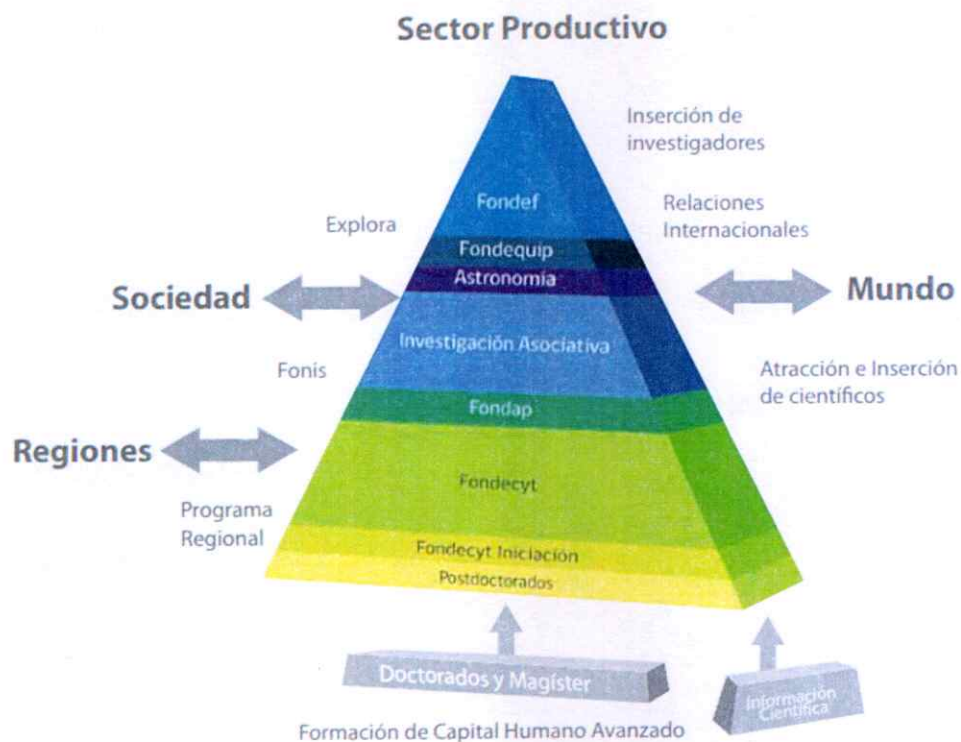 Sector Productivo
Inserción de
investigadores
Fondef
Relaciones
Internacionales
Explora
Fondequip
Astronomía
Sociedad
Mundo
Investigación Asociativa
Fonis
Atracción e Inserción
de científicos
Fondap
Regiones
Fondecyt
Programa
Regional
Fondecyt Iniciación
Postdoctorados
Doctorados y Magíster
Información
Científica
Formación de Capital Humano Avanzado